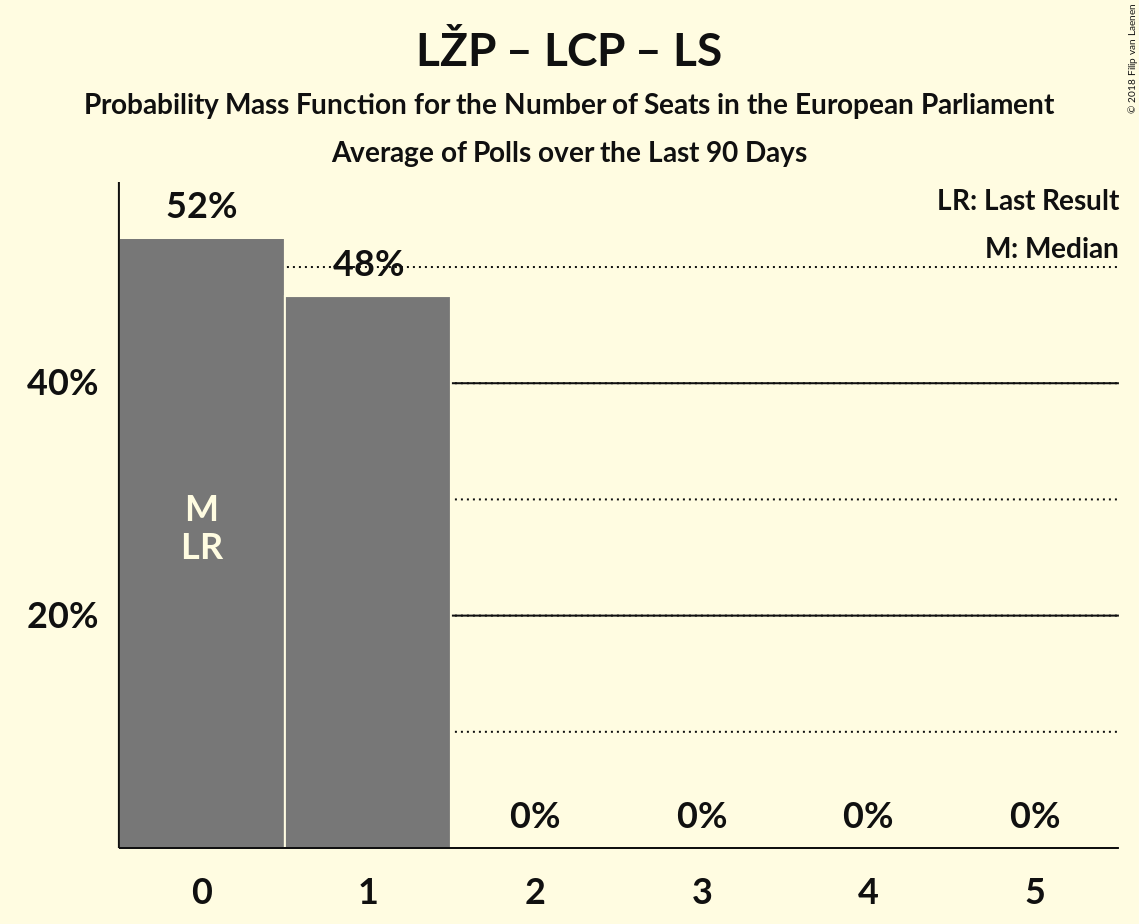 LŽP – LCP – LS
Probability Mass Function for the Number of Seats in the European Parliament
Average of Polls over the Last 90 Days
© 2018 Filip van Laenen
LR: Last Result
M: Median
52%
48%
40%
20%
M
LR
0%
0%
0%
0%
0
1
2
3
4
5